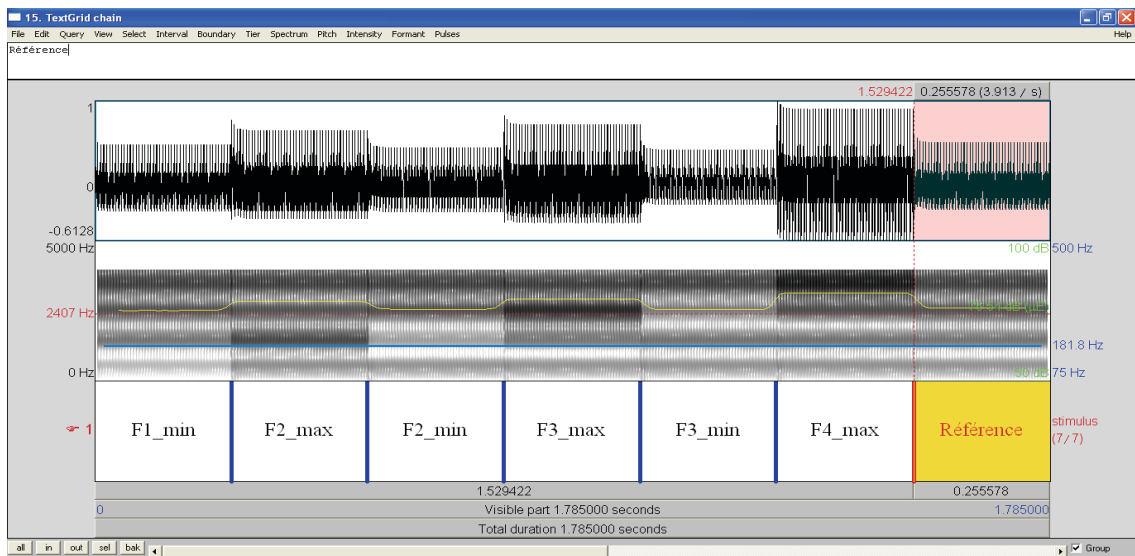 15. TextGrid chain
File Edit Query View Select Interval Boundary Tier Spectrum Pitch Intensity Formant Pulses Help
Référence
1.529422 0.255578 (3.913 / s)
1
0
-0.6128
5000 Hz 100 dB 500 Hz
2407 Hz
181.8 Hz
0 Hz 50 dB 75 Hz
1 F1_min F2_max F2_min F3_max F3_min F4_max Référence stimulus
(7/7)
1.529422 0.255578
0 Visible part 1.785000 seconds 1.785000
Total duration 1.785000 seconds
all in out sel bak Group